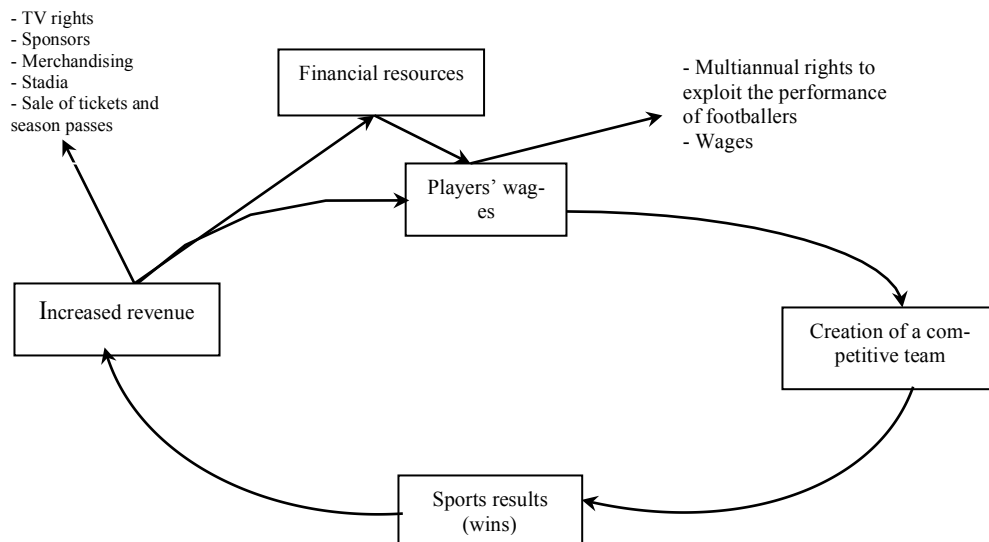 - TV rights
- Sponsors
- Merchandising
- Stadia
- Sale of tickets and
season passes
Financial resources
- Multiannual rights to
exploit the performance
of footballers
- Wages
Players’ wag-
es
Increased revenue
Creation of a com-
petitive team
Sports results
(wins)